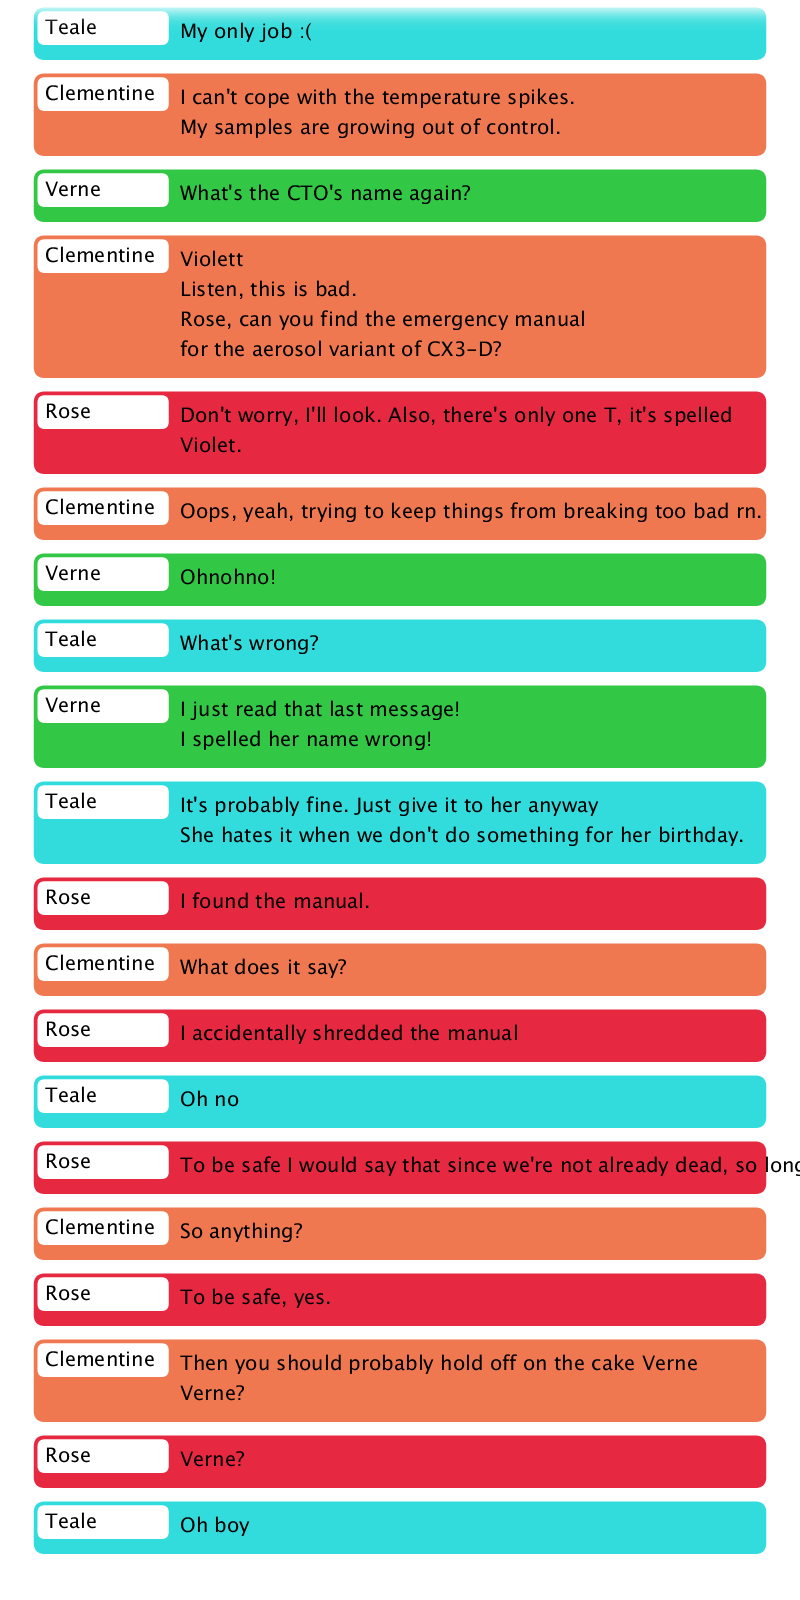 Teale
My only job :(
Clementine
I can't cope with the temperature spikes.
My samples are growing out of control.
Verne
What's the CTO's name again?
Clementine
Violett
Listen, this is bad.
Rose, can you find the emergency manual
for the aerosol variant of CX3-D?
Rose
Don't worry, I'll look. Also, there's only one T, it's spelled
Violet.
Clementine
Oops, yeah, trying to keep things from breaking too bad rn.
Verne
Ohnohno!
Teale
What's wrong?
Verne
I just read that last message!
I spelled her name wrong!
Teale
It's probably fine. Just give it to her anyway
She hates it when we don't do something for her birthday.
Rose
I found the manual.
Clementine
What does it say?
Rose
I accidentally shredded the manual
Teale
Oh no
Rose
To be safe I would say that since we're not already dead, so long
Clementine
So anything?
Rose
To be safe, yes.
Clementine
Then you should probably hold off on the cake Verne
Verne?
Rose
Verne?
Teale
Oh boy